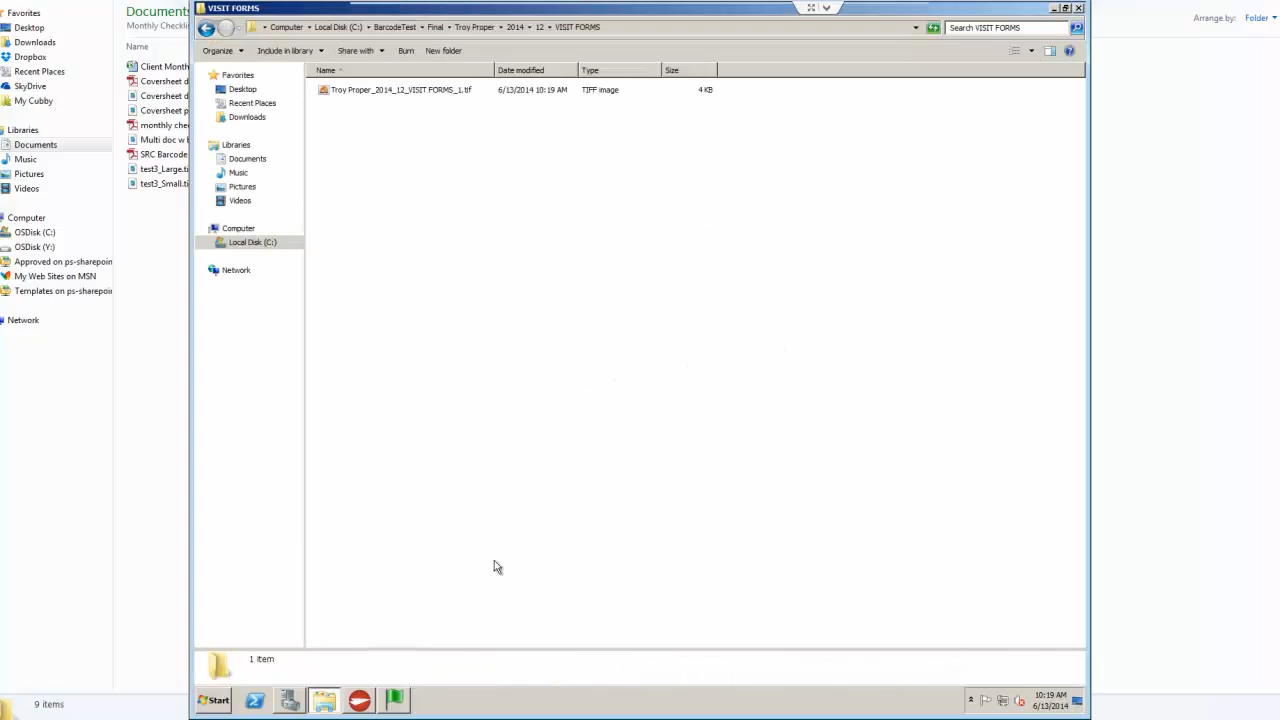 Favorites
Desktop
Downloads
Dropbox
Recent Places
SkyDrive
My Cubby
Libraries
Documents
Music
Pictures
Videos
Computer
OSDisk (C:)
OSDisk (Y:)
Approved on ps-sharepoin
My Web Sites on MSN
Templates on ps-sharepoin
Network
9 items
Documents
Monthly Checkli
Name
Client Month
Coversheet d
Coversheet d
Coversheet p
monthly che
Multi doc w b
SRC Barcode
test3_Large.ti
test3_Small.ti
Arrange by: Folder
VISIT FORMS
Computer Local Disk (C:) BarcodeTest Final Troy Proper 2014 12 VISIT FORMS
Search VISIT FORMS
Organize Include in library Share with Burn New folder
Favorites
Desktop
Recent Places
Downloads
Libraries
Documents
Music
Pictures
Videos
Computer
Local Disk (C:)
Network
Name Date modified Type Size
Troy Proper_2014_12_VISIT FORMS_1.tif 6/13/2014 10:19 AM TIFF image 4 KB
1 item
Start
10:19 AM
6/13/2014